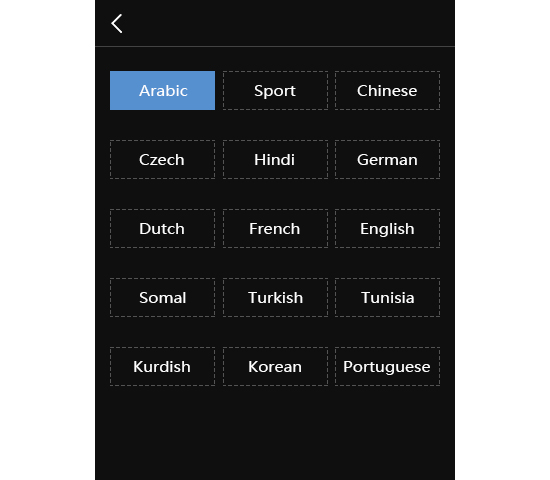 Arabic Sport Chinese
Czech Hindi German
Dutch French English
Somal Turkish Tunisia
Kurdish Korean Portuguese